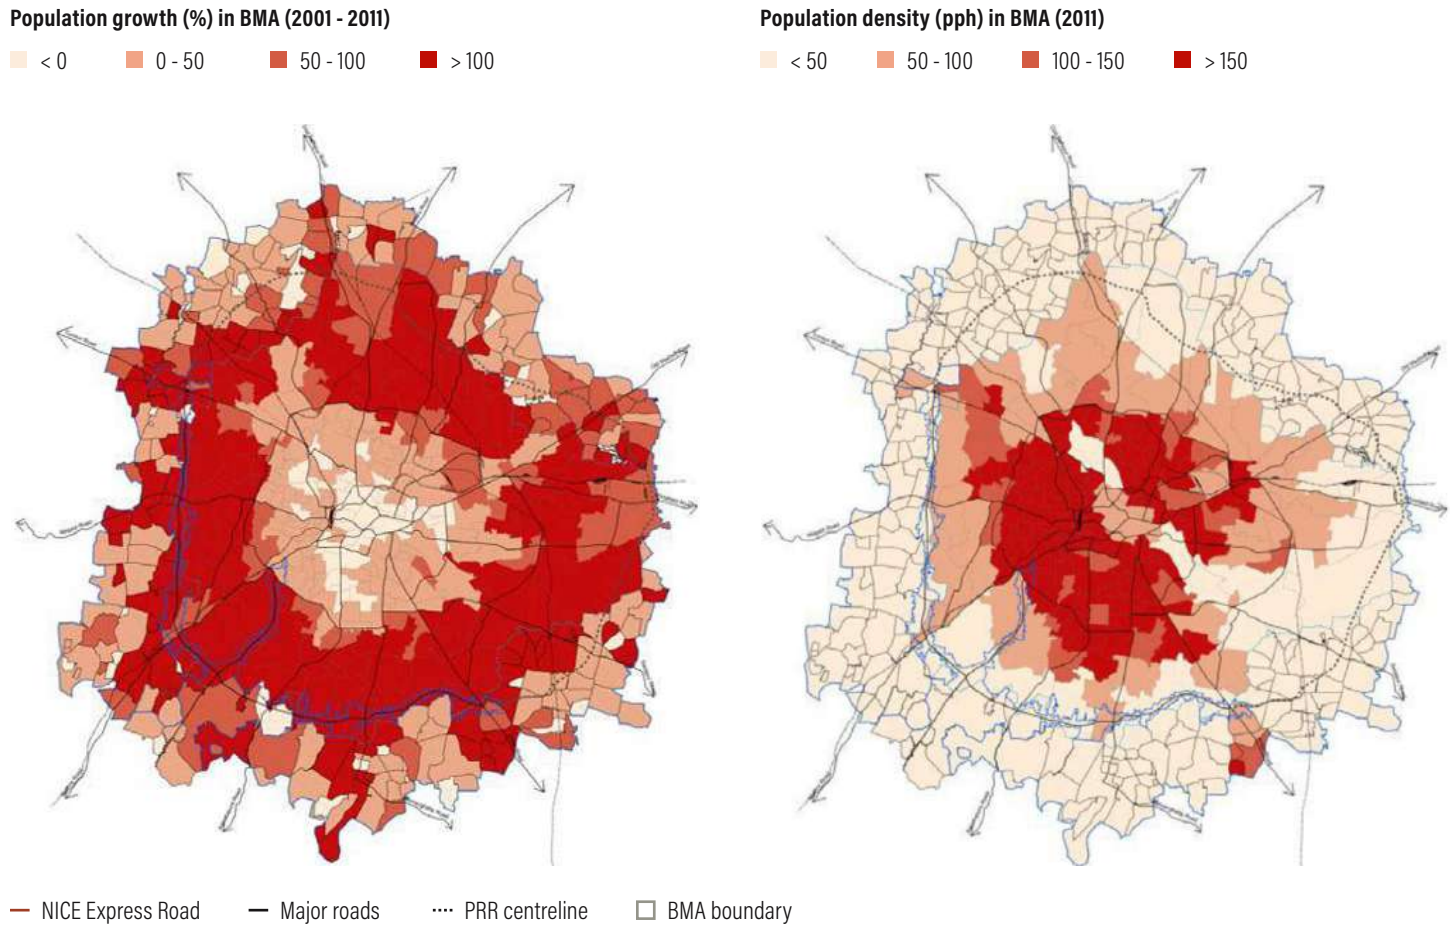 Population growth (%) in BMA (2001 - 2011)
< 0
0 - 50
50 - 100
> 100
Population density (pph) in BMA (2011)
< 50
50 - 100
100 - 150
> 150
NICE Express Road
Major roads
PRR centreline
BMA boundary